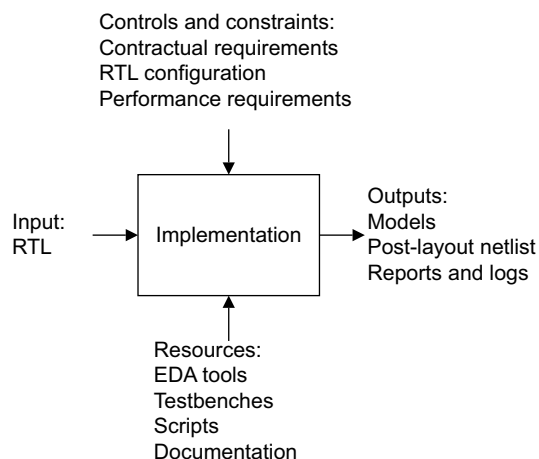 Controls and constraints:
Contractual requirements
RTL configuration
Performance requirements
Input:
RTL
Implementation
Outputs:
Models
Post-layout netlist
Reports and logs
Resources:
EDA tools
Testbenches
Scripts
Documentation